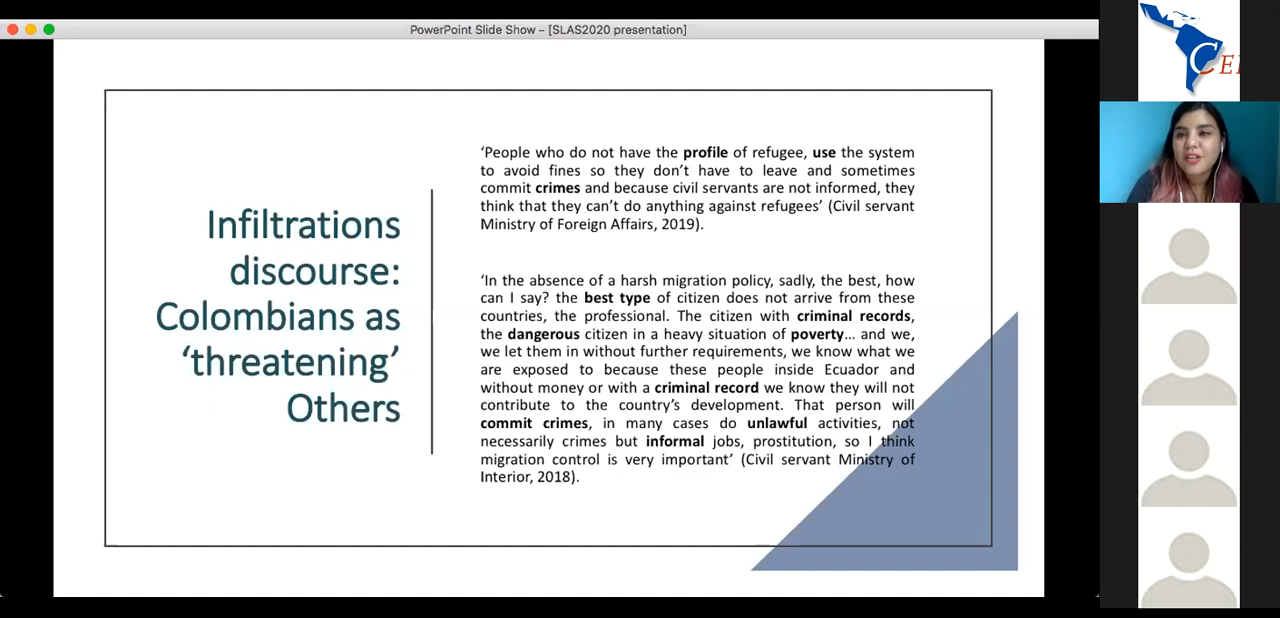 PowerPoint Slide Show – [SLAS2020 presentation]
Infiltrations
discourse:
Colombians as
‘threatening’
Others
‘People who do not have the profile of refugee, use the system
to avoid fines so they don’t have to leave and sometimes
commit crimes and because civil servants are not informed, they
think that they can’t do anything against refugees’ (Civil servant
Ministry of Foreign Affairs, 2019).
‘In the absence of a harsh migration policy, sadly, the best, how
can I say? the best type of citizen does not arrive from these
countries, the professional. The citizen with criminal records,
the dangerous citizen in a heavy situation of poverty… and we,
we let them in without further requirements, we know what we
are exposed to because these people inside Ecuador and
without money or with a criminal record we know they will not
contribute to the country’s development. That person will
commit crimes, in many cases do unlawful activities, not
necessarily crimes but informal jobs, prostitution, so I think
migration control is very important’ (Civil servant Ministry of
Interior, 2018).